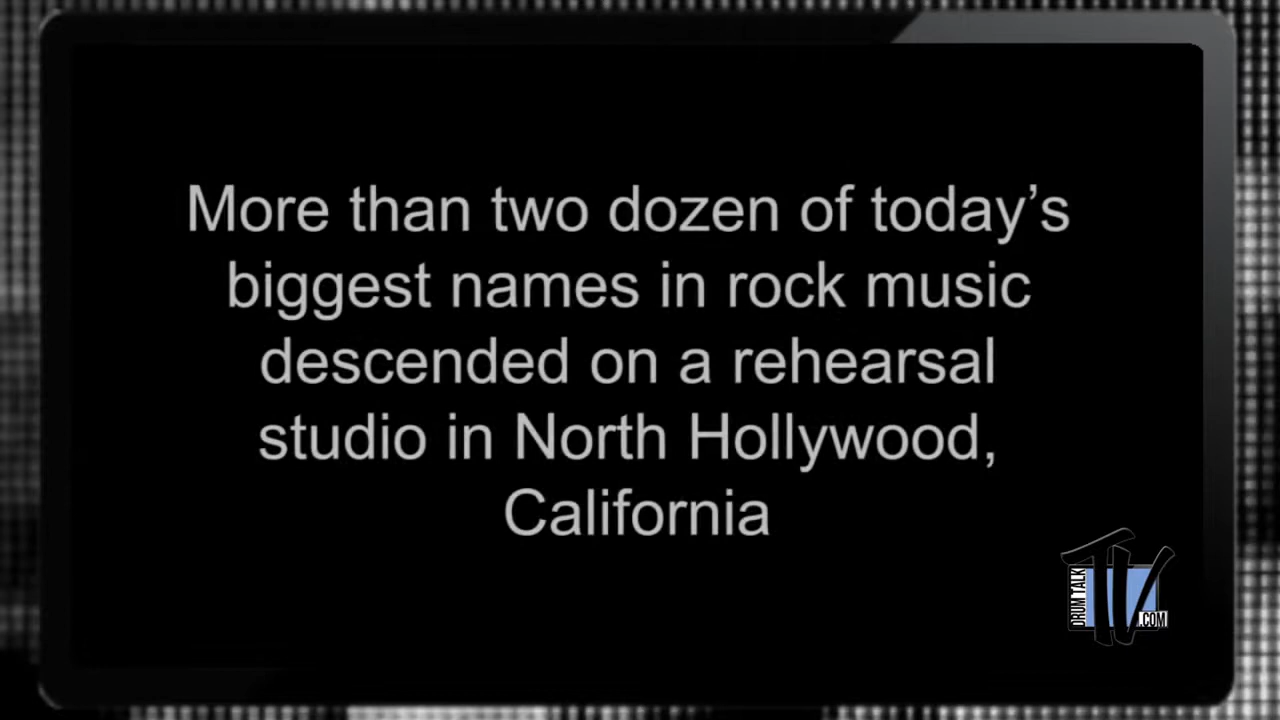 More than two dozen of today’s
biggest names in rock music
descended on a rehearsal
studio in North Hollywood,
California
DRUM TALK
TV
.COM